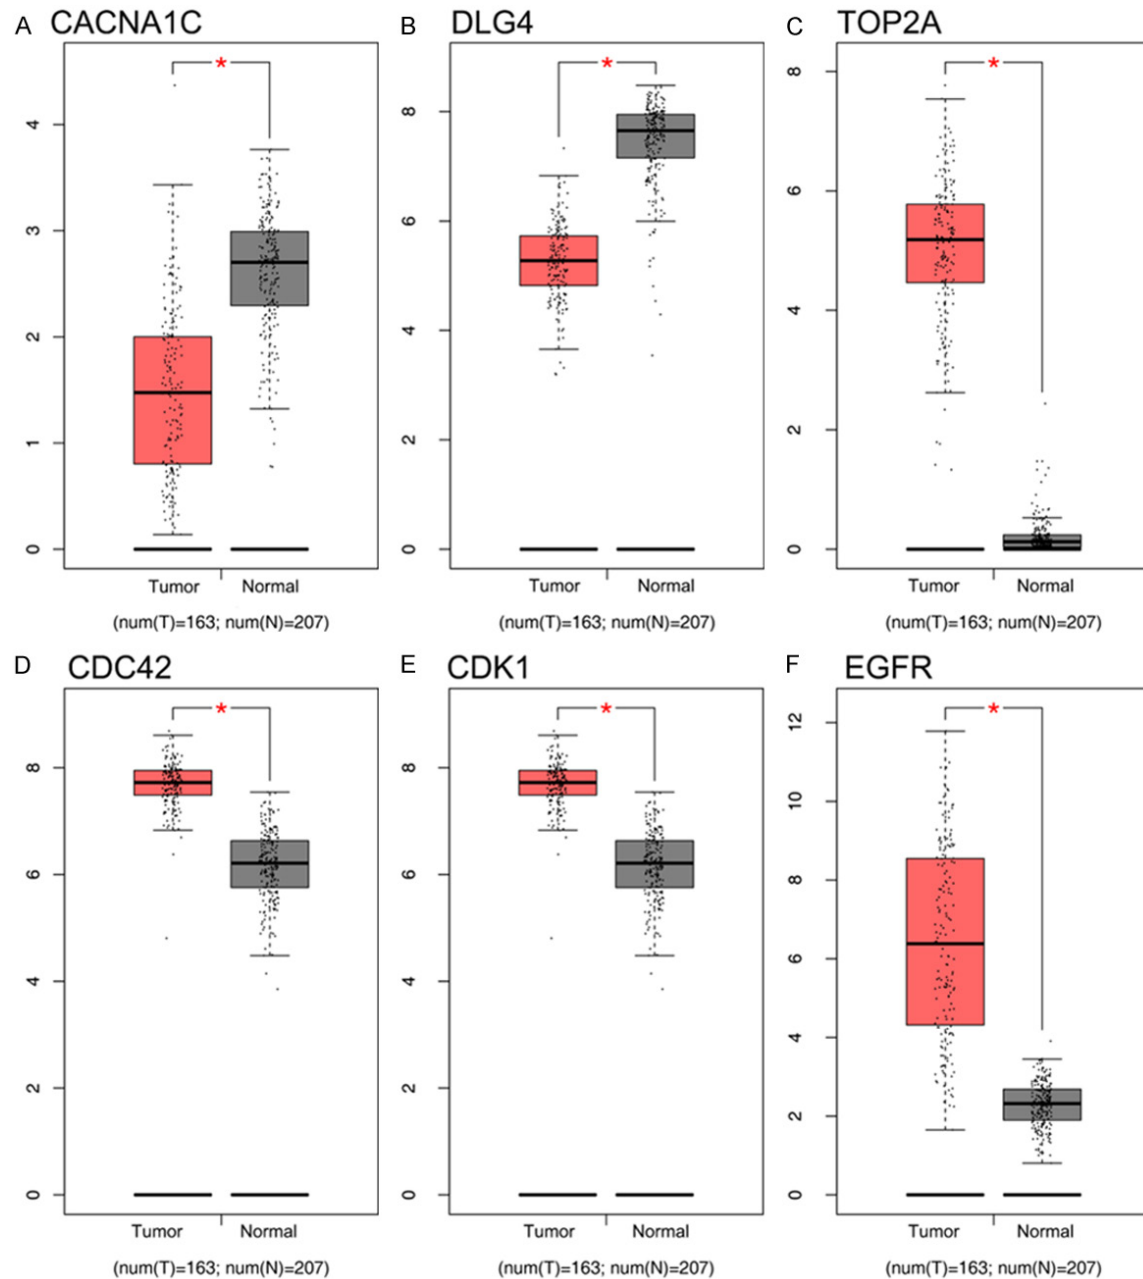 A CACNA1C
B DLG4
C TOP2A
*
*
*
4
3
2
1
0
8
6
4
2
0
8
6
4
2
0
Tumor Normal
Tumor Normal
Tumor Normal
(num(T)=163; num(N)=207)
(num(T)=163; num(N)=207)
(num(T)=163; num(N)=207)
D CDC42
E CDK1
F EGFR
*
*
*
8
6
4
2
0
8
6
4
2
0
12
10
8
6
4
2
0
Tumor Normal
Tumor Normal
Tumor Normal
(num(T)=163; num(N)=207)
(num(T)=163; num(N)=207)
(num(T)=163; num(N)=207)